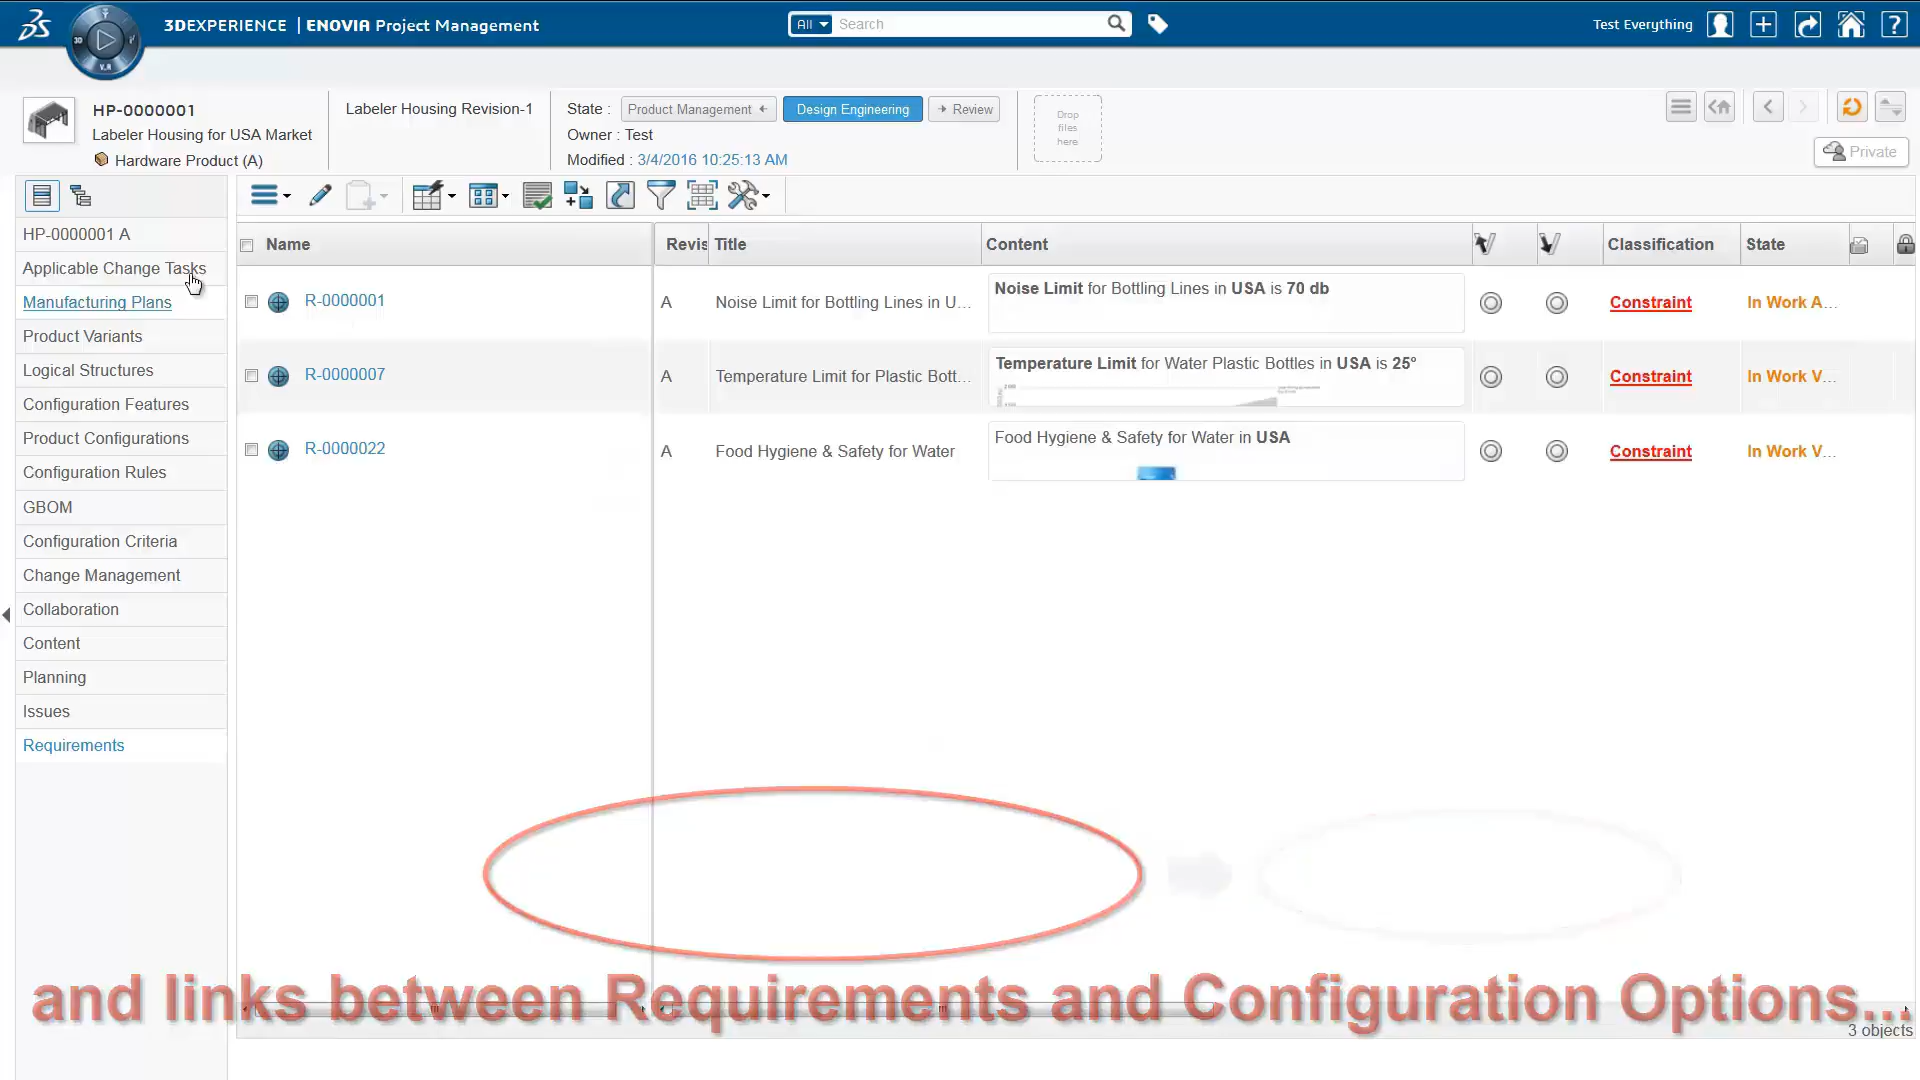 3DEXPERIENCE | ENOVIA Project Management
All
Search
Test Everything
3D
V.R
HP-0000001
Labeler Housing for USA Market
Hardware Product (A)
Labeler Housing Revision-1
State :
Product Management
Design Engineering
Review
Owner : Test
Modified : 3/4/2016 10:25:13 AM
Drop
files
here
Private
HP-0000001 A
Applicable Change Tasks
Manufacturing Plans
Product Variants
Logical Structures
Configuration Features
Product Configurations
Configuration Rules
GBOM
Configuration Criteria
Change Management
Collaboration
Content
Planning
Issues
Requirements
Name Revis Title Content Classification State
R-0000001 A Noise Limit for Bottling Lines in U... Noise Limit for Bottling Lines in USA is 70 db Constraint In Work A...
R-0000007 A Temperature Limit for Plastic Bott... Temperature Limit for Water Plastic Bottles in USA is 25° Constraint In Work V...
R-0000022 A Food Hygiene & Safety for Water Food Hygiene & Safety for Water in USA Constraint In Work V...
and links between Requirements and Configuration Options...
3 objects